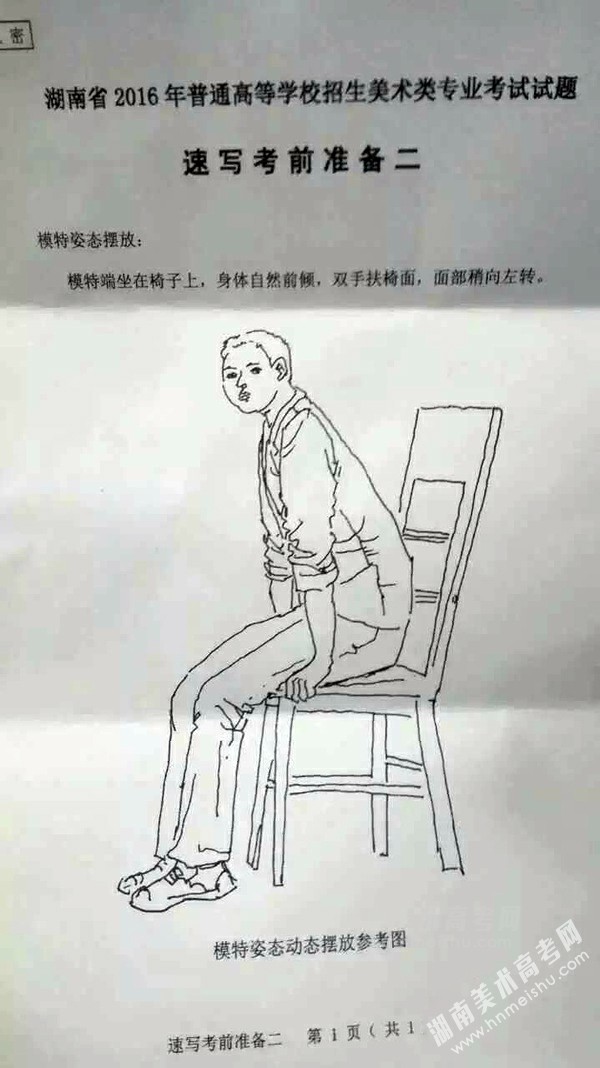 密
湖南省2016年普通高等学校招生美术类专业考试试题
速写考前准备二
模特姿态摆放：
模特端坐在椅子上，身体自然前倾，双手扶椅面，面部稍向左转。
模特姿态动态摆放参考图
速写考前准备二 第1页(共1
湖南美术高考网
www.hnmeishu.com